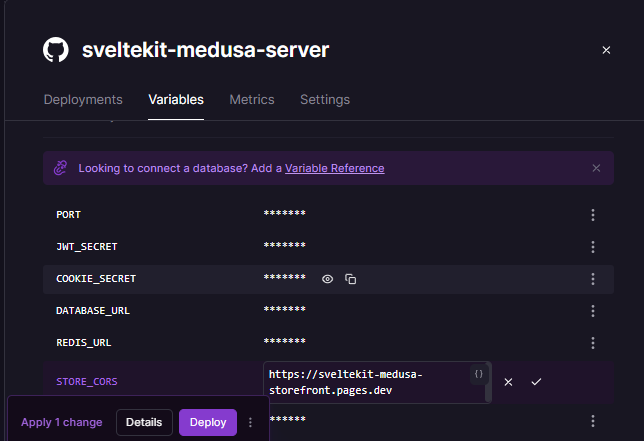 sveltekit-medusa-server
Deployments Variables Metrics Settings
Looking to connect a database? Add a Variable Reference
PORT *******
JWT_SECRET *******
COOKIE_SECRET *******
DATABASE_URL *******
REDIS_URL *******
STORE_CORS https://sveltekit-medusa-
storefront.pages.dev
{}
Apply 1 change Details Deploy
******